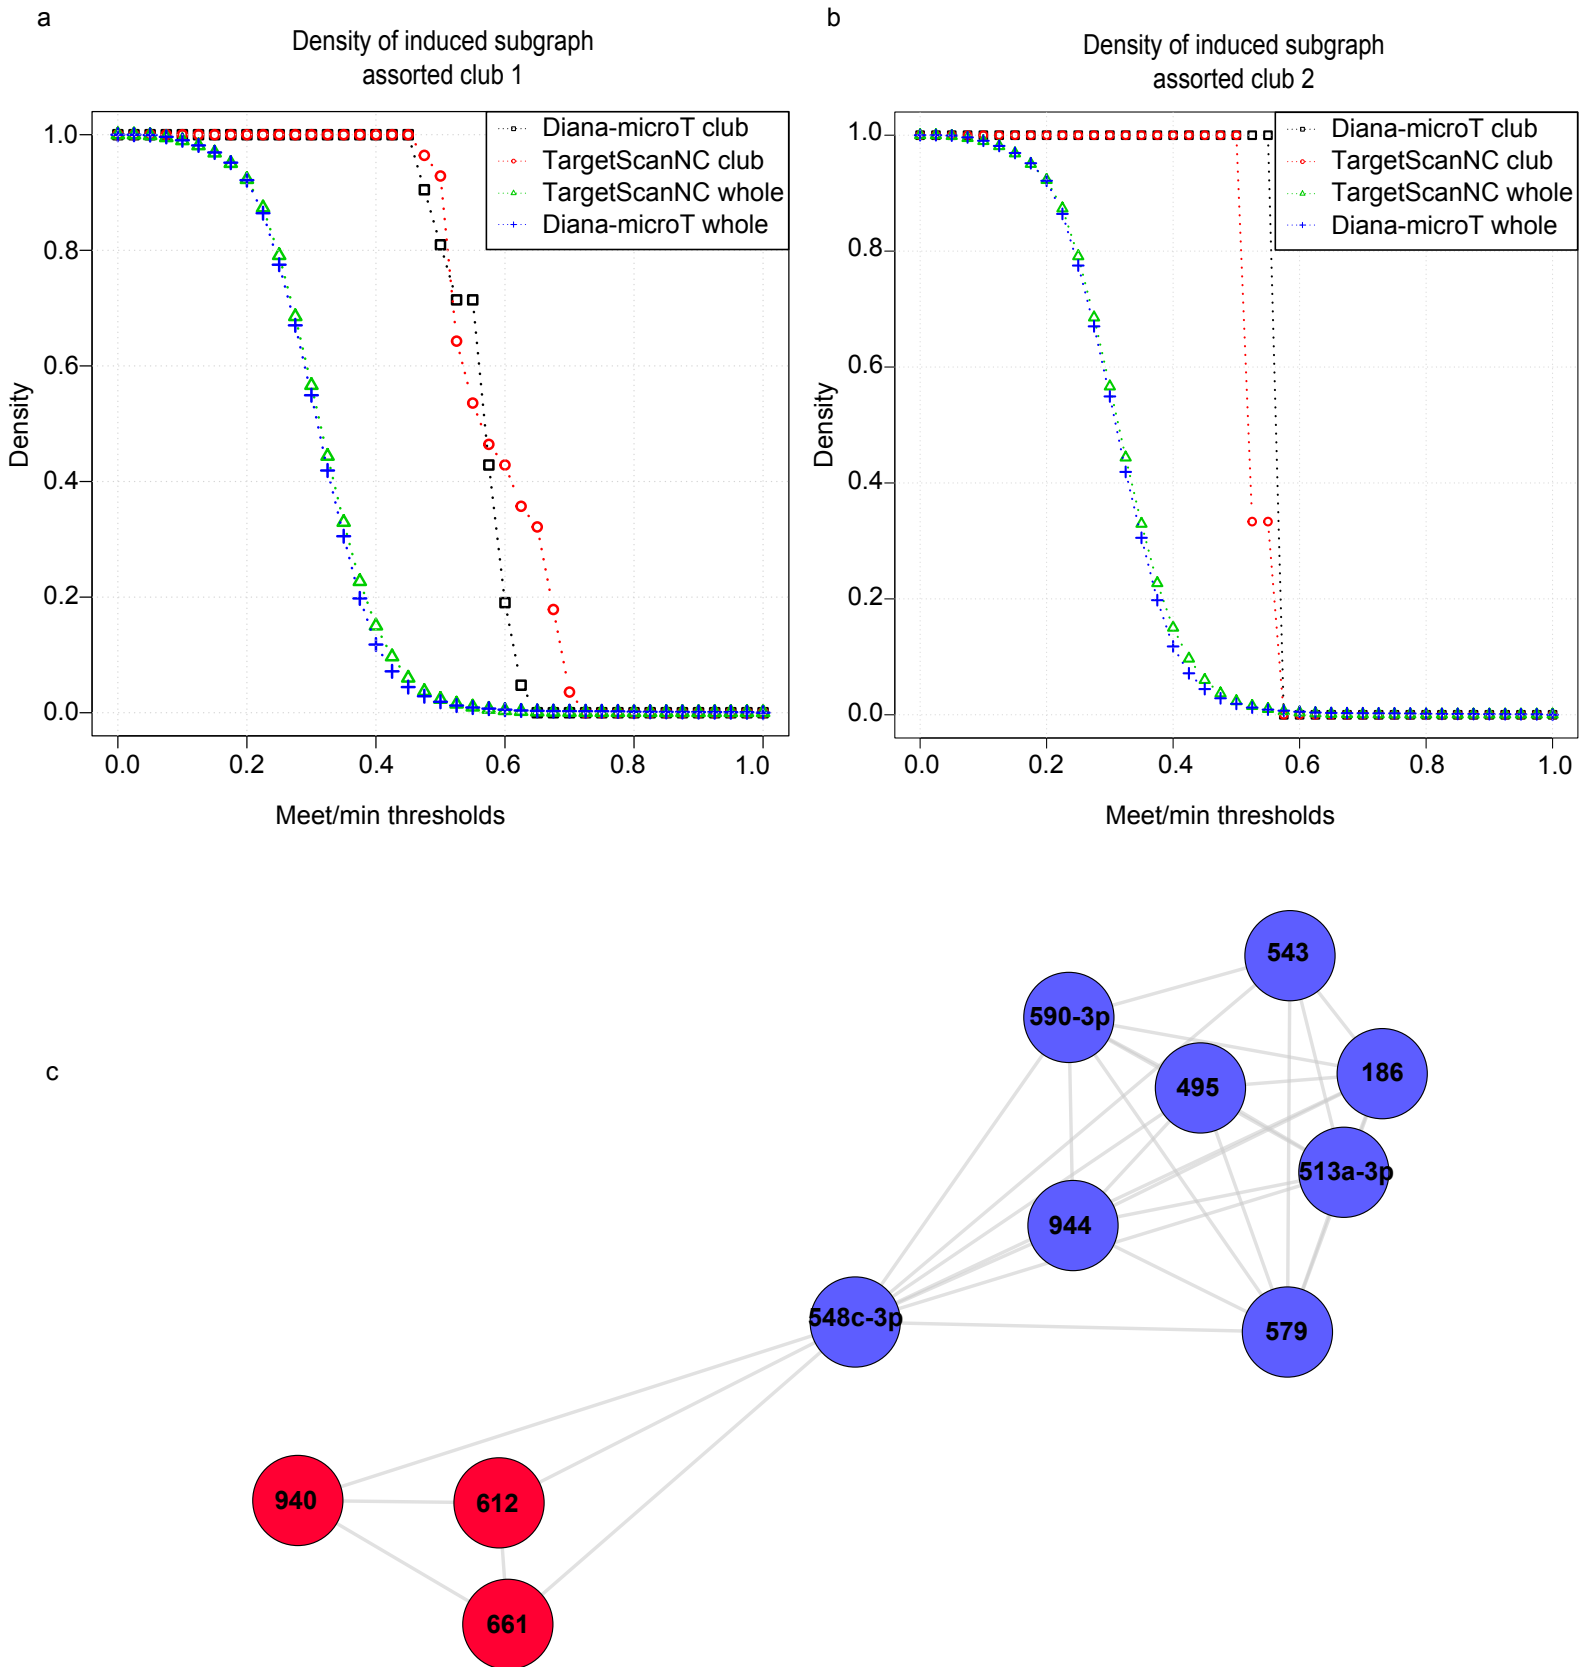 a
Density of induced subgraph
assorted club 1
Diana-microT club
TargetScanNC club
TargetScanNC whole
Diana-microT whole
1.0
0.8
0.6
0.4
0.2
0.0
Density
0.0 0.2 0.4 0.6 0.8 1.0
Meet/min thresholds
b
Density of induced subgraph
assorted club 2
Diana-microT club
TargetScanNC club
TargetScanNC whole
Diana-microT whole
1.0
0.8
0.6
0.4
0.2
0.0
Density
0.0 0.2 0.4 0.6 0.8 1.0
Meet/min thresholds
c
543
590-3p
495
186
513a-3p
944
548c-3p
579
940
612
661